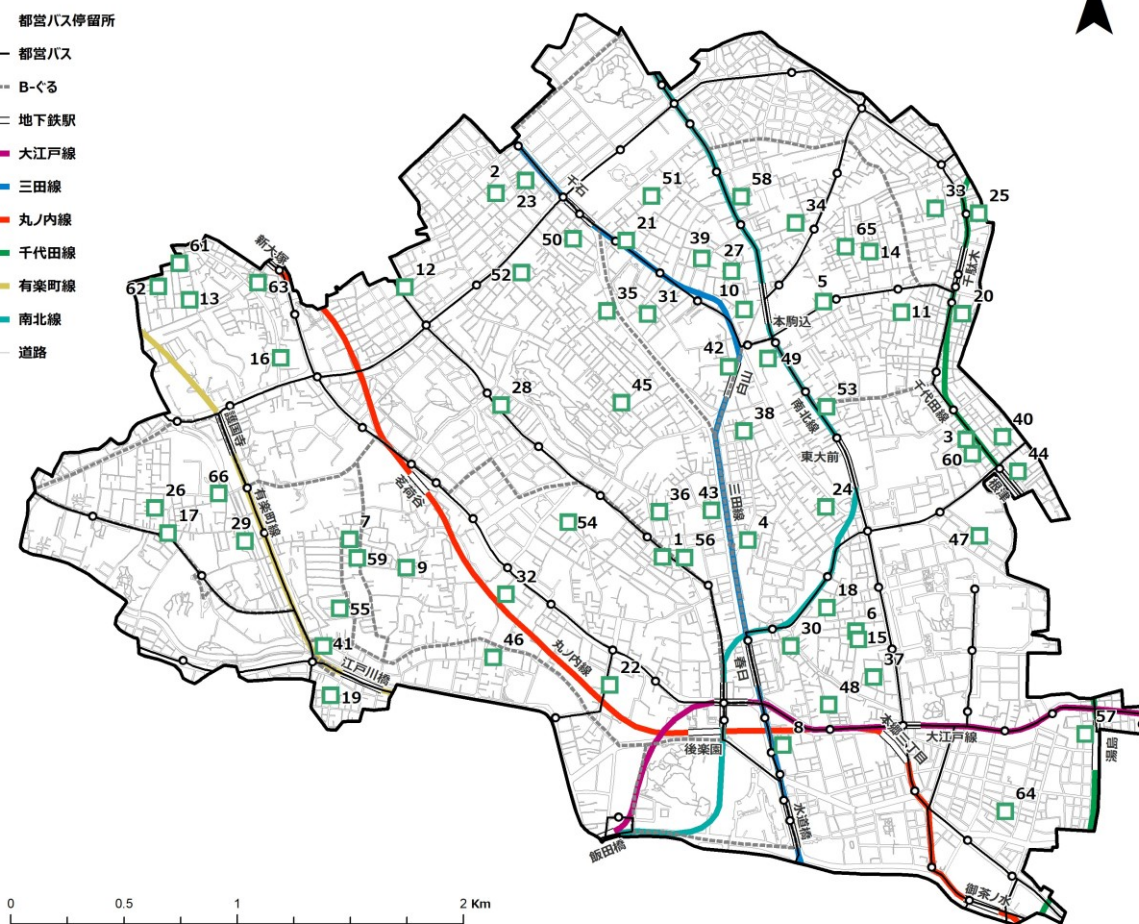 都営バス停留所
都営バス
B-ぐる
地下鉄駅
大江戸線
三田線
丸ノ内線
千代田線
有楽町線
南北線
道路
2
23
千石
51
58
34
33
25
50
21
39
27
65
14
千駄木
61
新大塚
62
13
63
12
52
35
31
10
5
11
20
本駒込
16
42
49
白山
28
45
38
南北線
53
千代田線
東大前
3
40
60
44
根津
護国寺
茗荷谷
26
66
有楽町線
17
29
7
59
9
54
36
43
三田線
4
24
47
1
56
32
55
18
6
15
30
37
41
江戸川橋
19
46
丸ノ内線
22
春日
48
8
後楽園
本郷三丁目
大江戸線
57
湯島
64
水道橋
飯田橋
御茶ノ水
0 0.5 1 2 Km